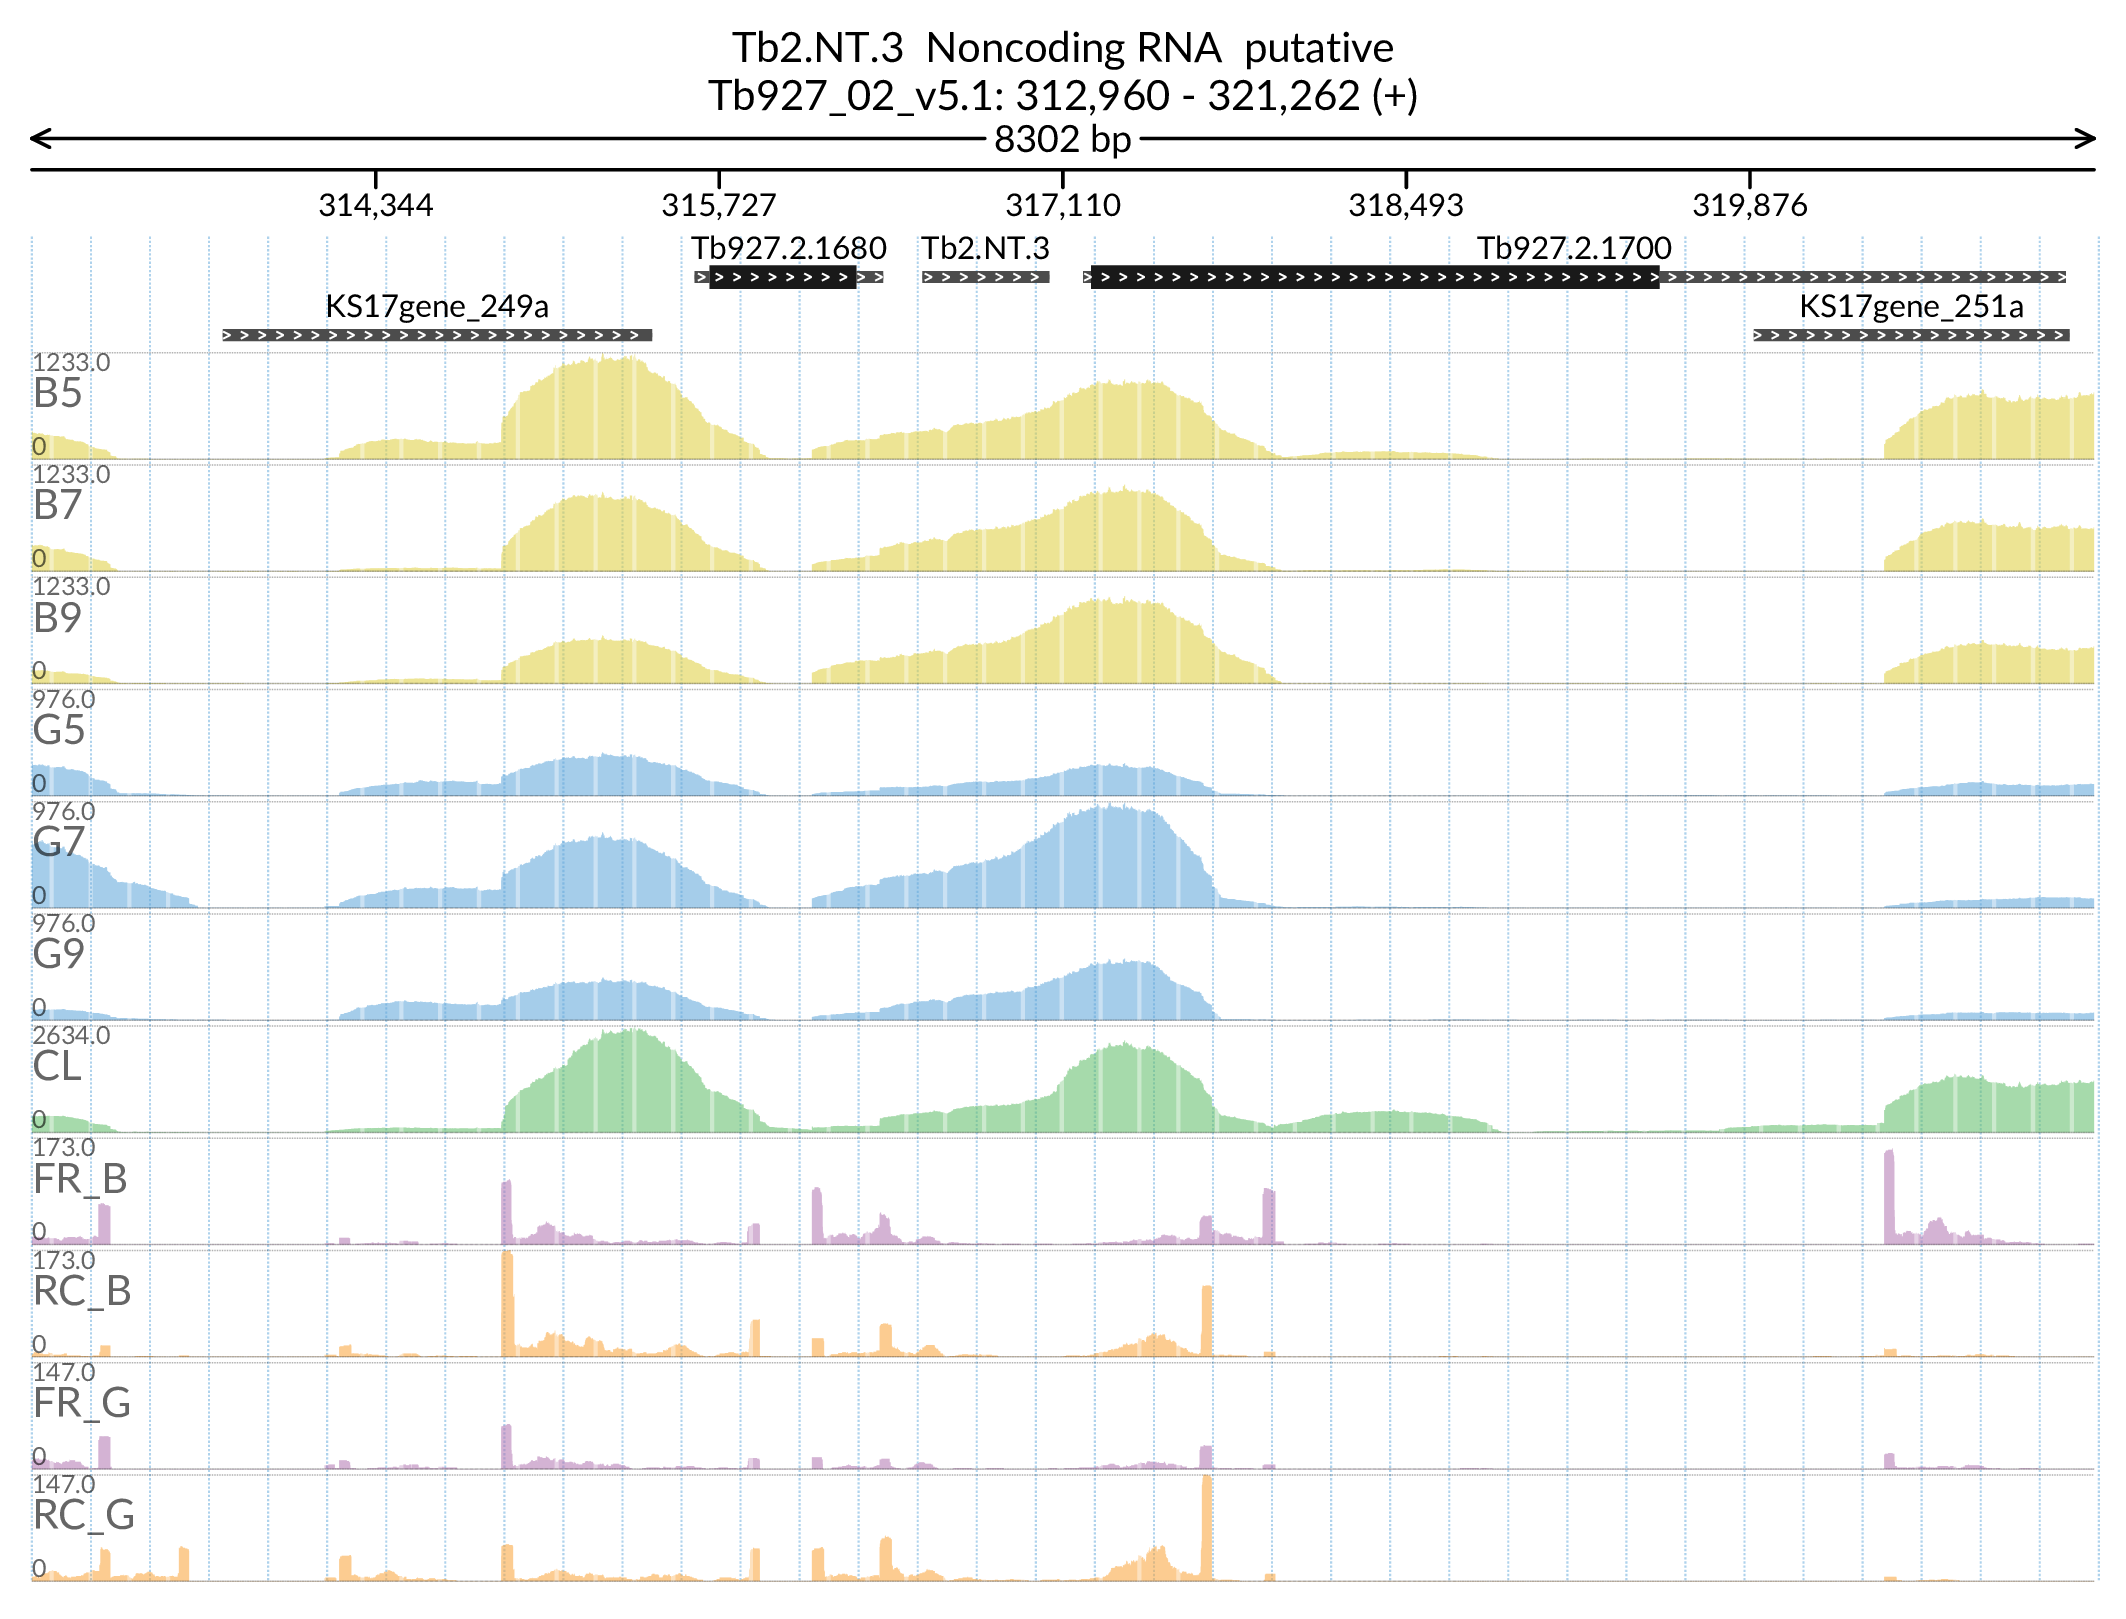 Tb2.NT.3 Noncoding RNA putative
Tb927_02_v5.1: 312,960 - 321,262 (+)
8302 bp
314,344 315,727 317,110 318,493 319,876
Tb927.2.1680 Tb2.NT.3 Tb927.2.1700
KS17gene_249a KS17gene_251a
1233.0
B5
0
1233.0
B7
0
1233.0
B9
0
976.0
G5
0
976.0
G7
0
976.0
G9
0
2634.0
CL
0
173.0
FR_B
0
173.0
RC_B
0
147.0
FR_G
0
147.0
RC_G
0